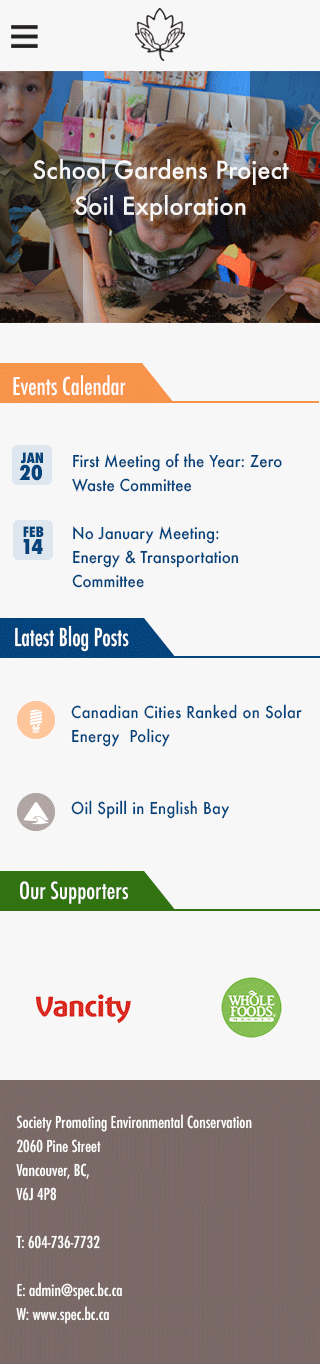 School Gardens Project
Soil Exploration
Events Calendar
JAN
20
First Meeting of the Year: Zero
Waste Committee
FEB
14
No January Meeting:
Energy & Transportation
Committee
Latest Blog Posts
Canadian Cities Ranked on Solar
Energy Policy
Oil Spill in English Bay
Our Supporters
Vancity
WHOLE
FOODS
MARKET
Society Promoting Environmental Conservation
2060 Pine Street
Vancouver, BC,
V6J 4P8
T: 604-736-7732
E: admin@spec.bc.ca
W: www.spec.bc.ca